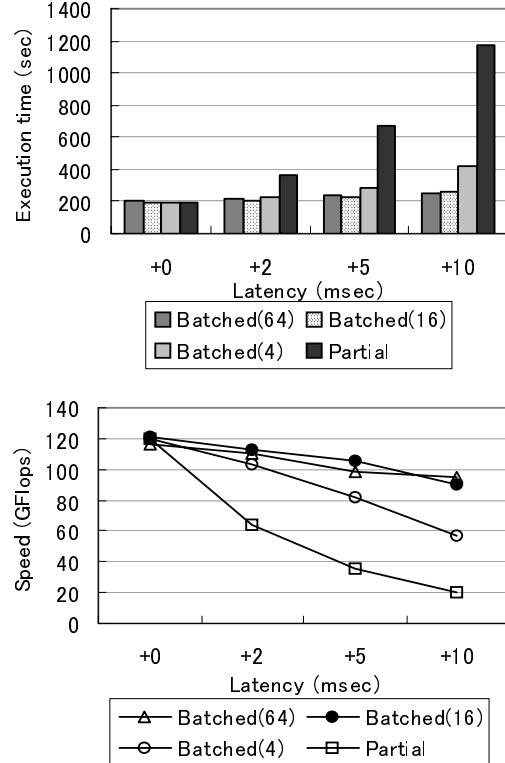 Execution time (sec)
1400
1200
1000
800
600
400
200
0
+0 +2 +5 +10
Latency (msec)
Batched(64) Batched(16)
Batched(4) Partial
Speed (GFlops)
140
120
100
80
60
40
20
0
+0 +2 +5 +10
Latency (msec)
Batched(64) Batched(16)
Batched(4) Partial